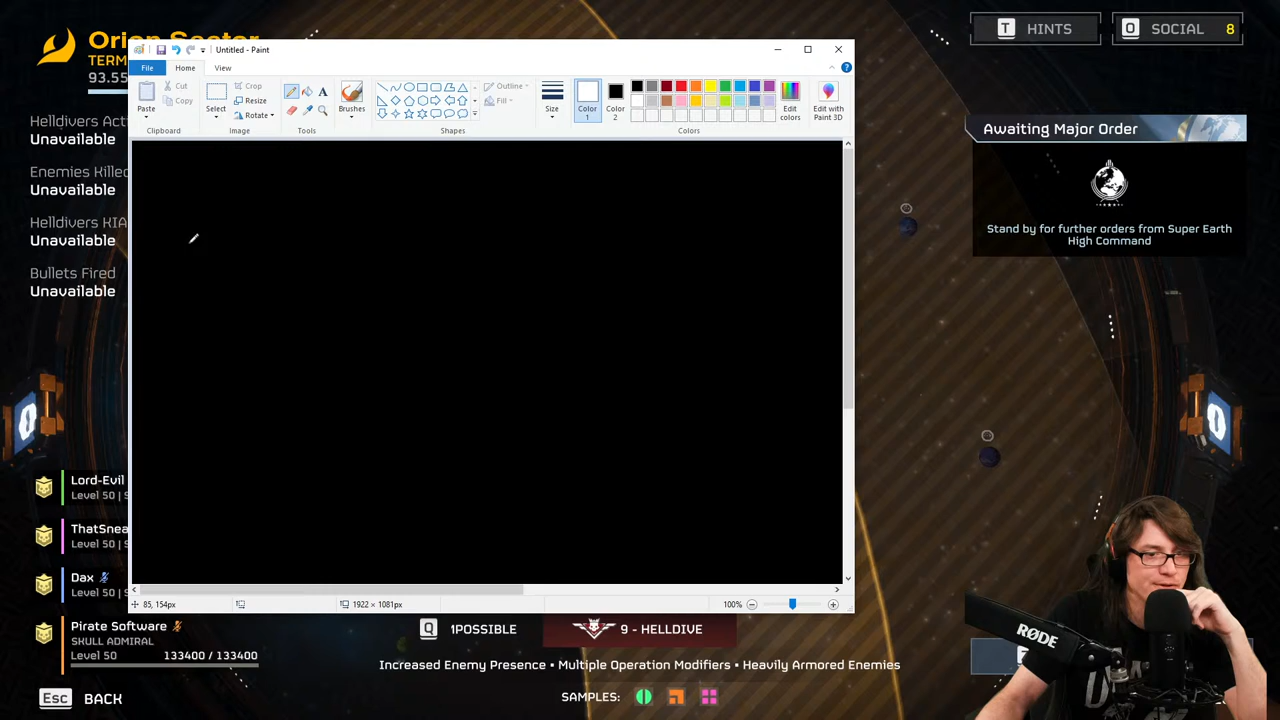 Orion Sector
TERM
93.55
Helldivers Acti
Unavailable
Enemies Killed
Unavailable
Helldivers KIA
Unavailable
Bullets Fired
Unavailable
Lord-Evil
Level 50 | S
ThatSnea
Level 50 | S
Dax
Level 50 | S
Pirate Software
SKULL ADMIRAL
Level 50 133400 / 133400
Esc BACK
Untitled - Paint
File Home View
Paste
Cut
Copy
Clipboard
Select
Crop
Resize
Rotate
Image
A
Tools
Brushes
Outline
Fill
Shapes
Size
Color 1
Color 2
Edit colors
Edit with Paint 3D
Colors
85, 154px
1922 × 1081px
100%
Q 1POSSIBLE
9 - HELLDIVE
Increased Enemy Presence • Multiple Operation Modifiers • Heavily Armored Enemies
SAMPLES:
T HINTS
O SOCIAL 8
Awaiting Major Order
Stand by for further orders from Super Earth
High Command
RØDE